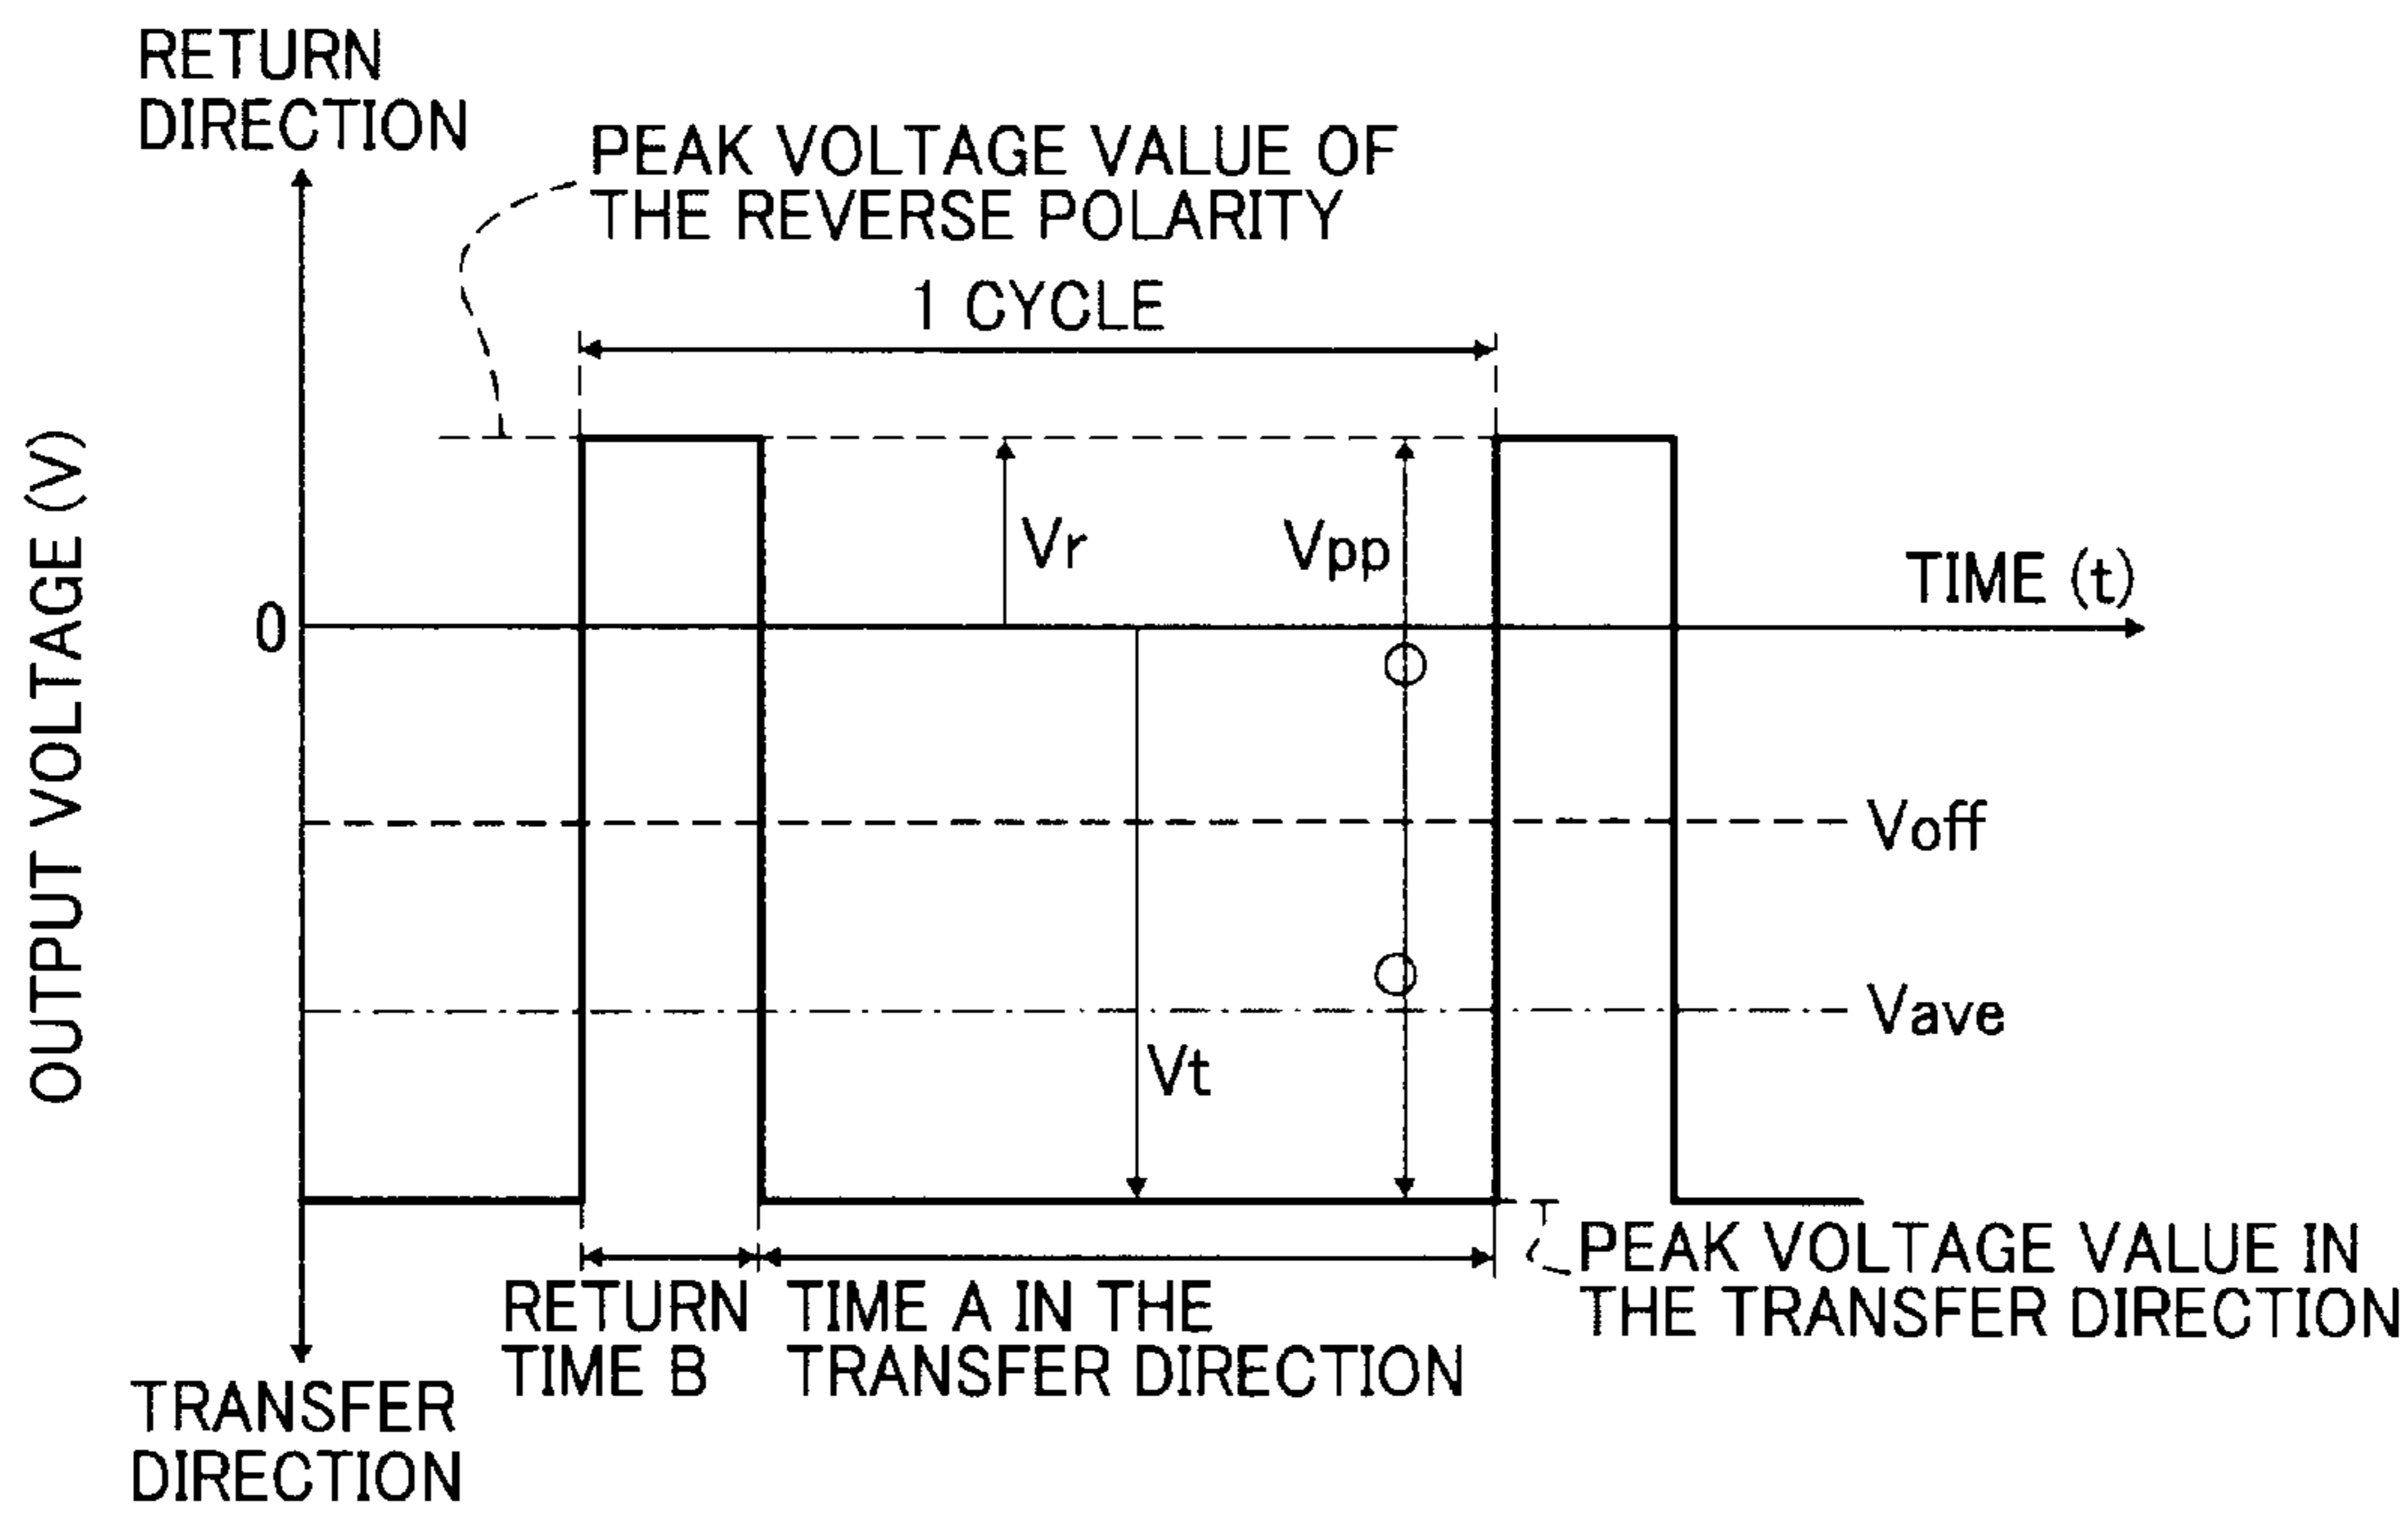 RETURN
DIRECTION
PEAK VOLTAGE VALUE OF
THE REVERSE POLARITY
1 CYCLE
OUTPUT VOLTAGE (V)
Vr
Vpp
TIME (t)
0
Voff
Vave
Vt
PEAK VOLTAGE VALUE IN
THE TRANSFER DIRECTION
RETURN
TIME B
TIME A IN THE
TRANSFER DIRECTION
TRANSFER
DIRECTION